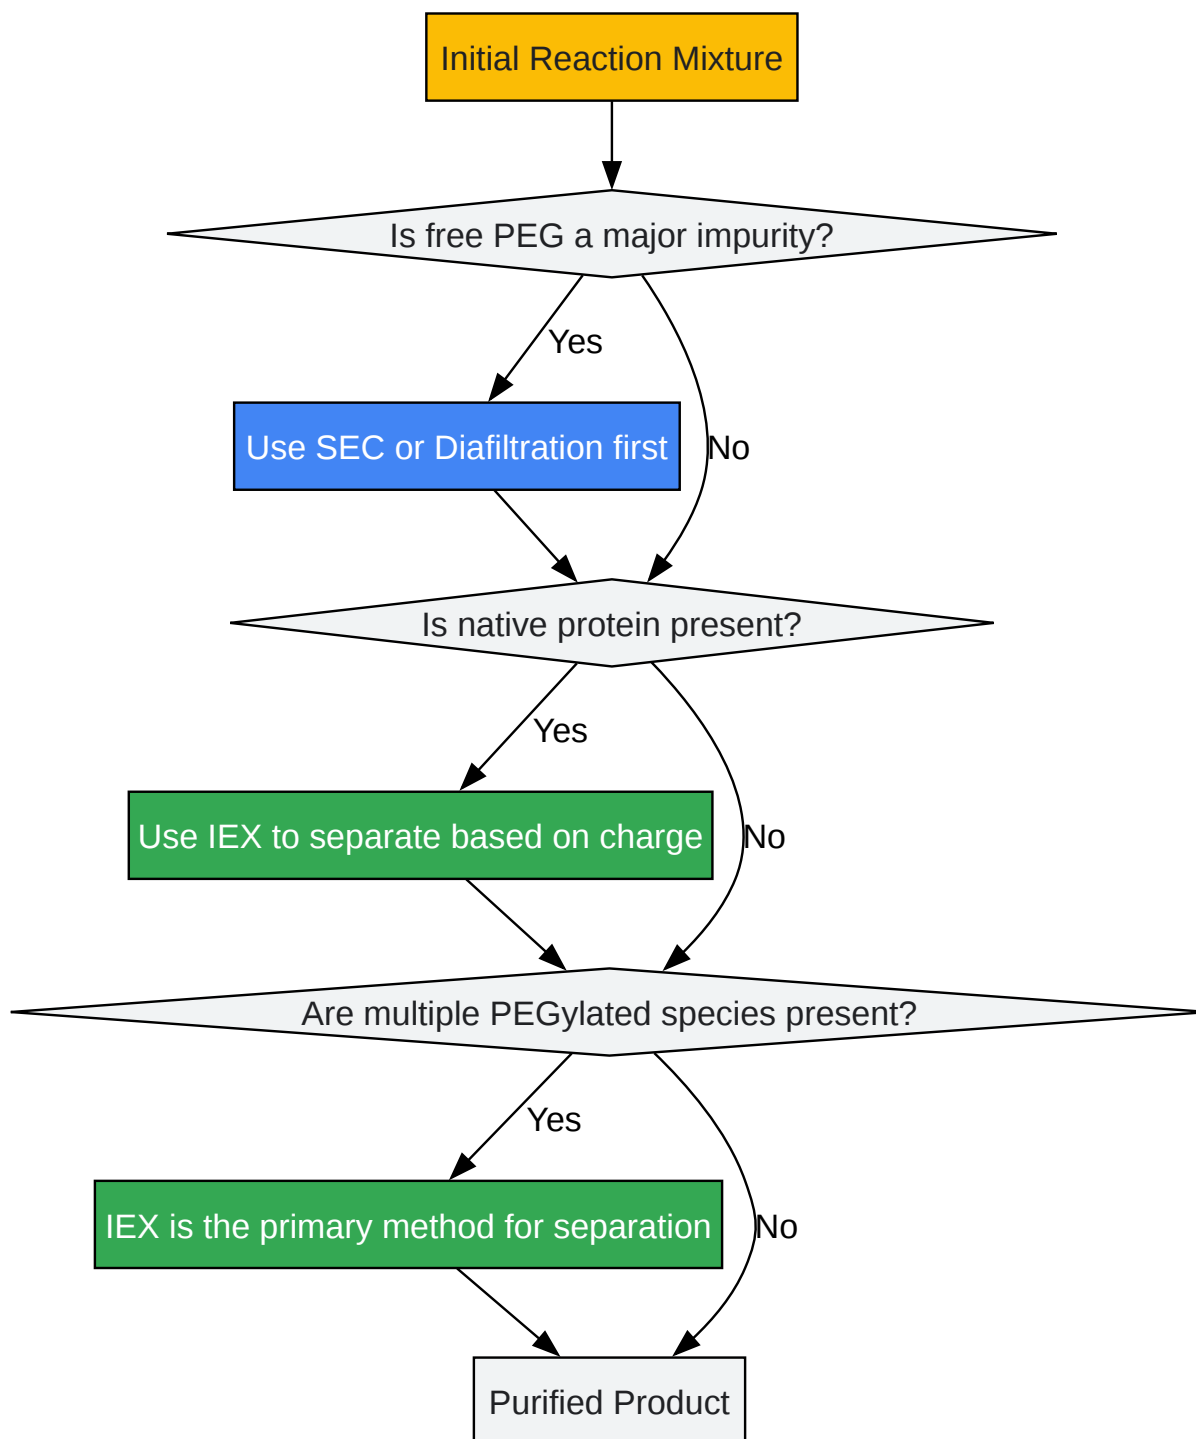 Initial Reaction Mixture
Is free PEG a major impurity?
Yes
Use SEC or Diafiltration first
No
Is native protein present?
Yes
Use IEX to separate based on charge
No
Are multiple PEGylated species present?
Yes
IEX is the primary method for separation
No
Purified Product